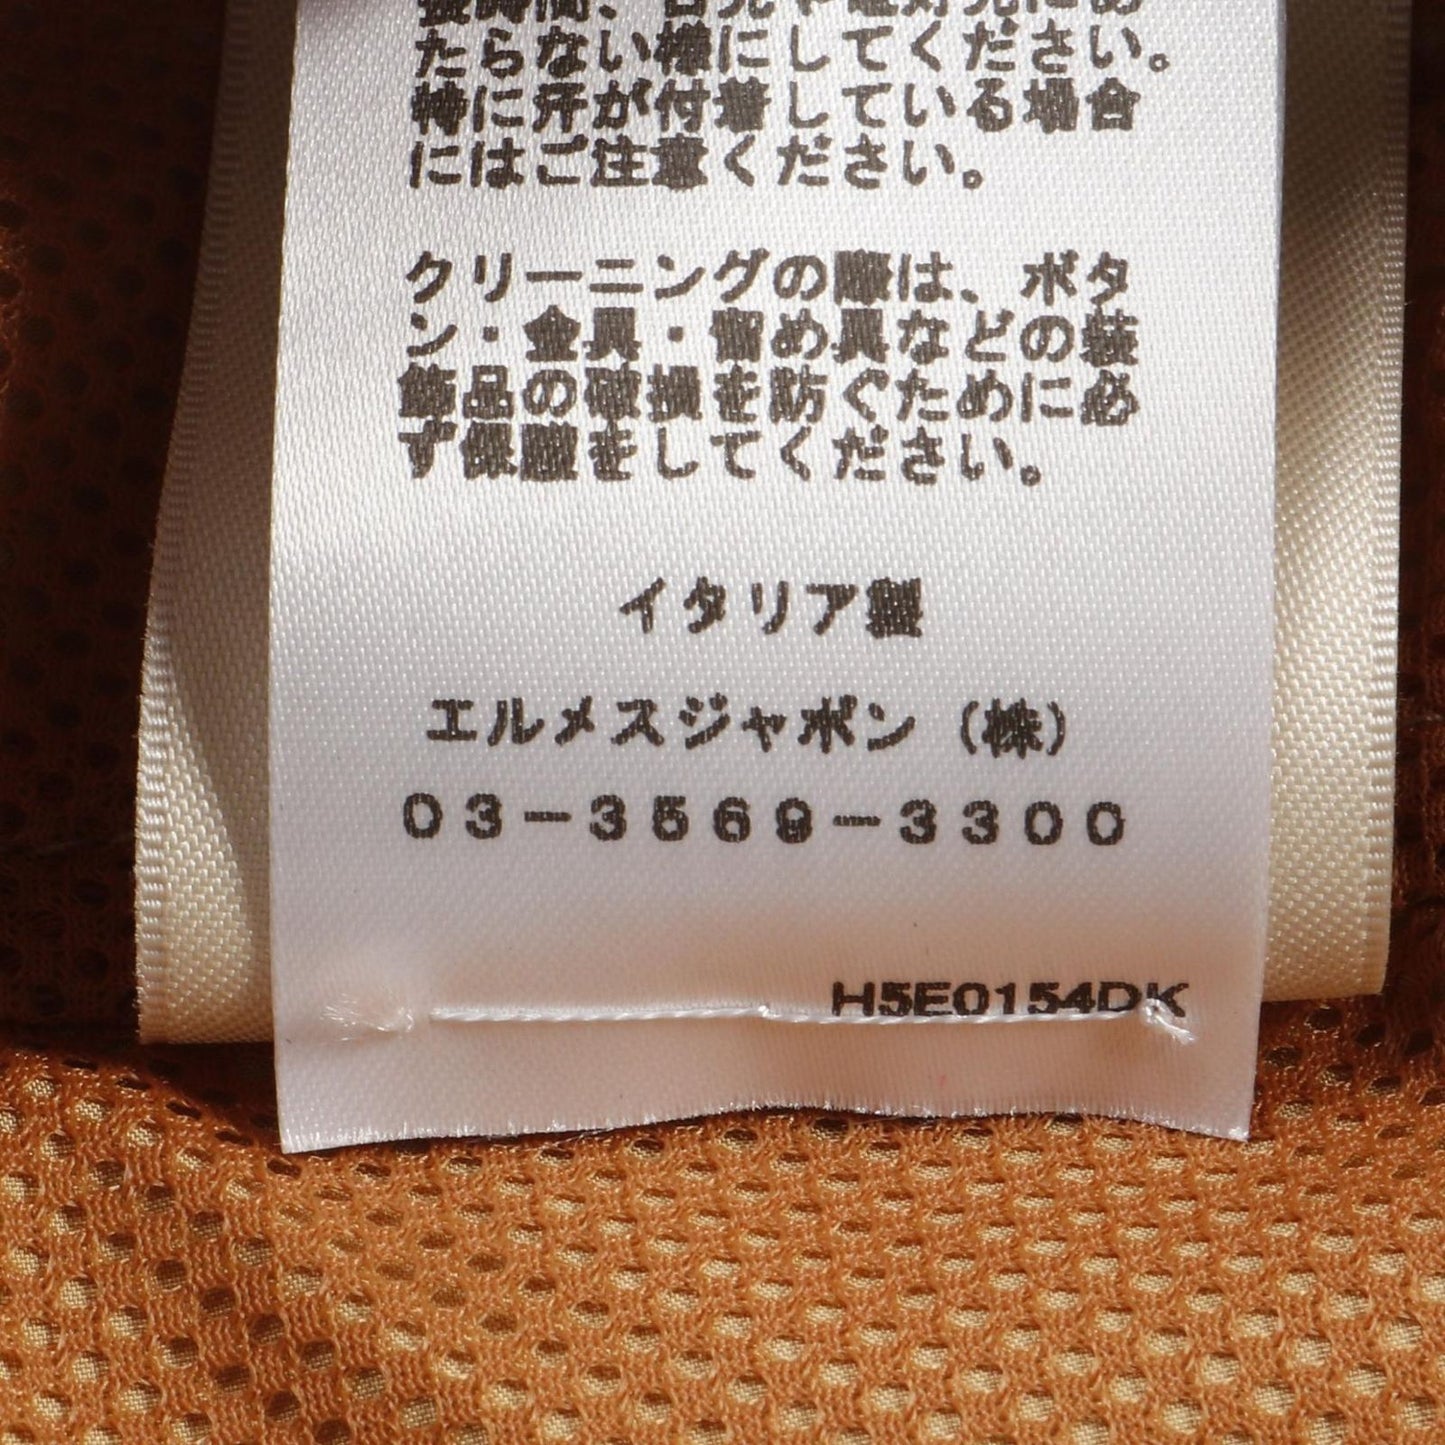 たらない様にしてください。
特に汗が付着している場合
にはご注意ください。
クリーニングの際は、ボタ
ン・金具・留め具などの装
飾品の破損を防ぐために必
ず保護をしてください。
イタリア製
エルメスジャポン（株）
03-3569-3300
H5E0154DK